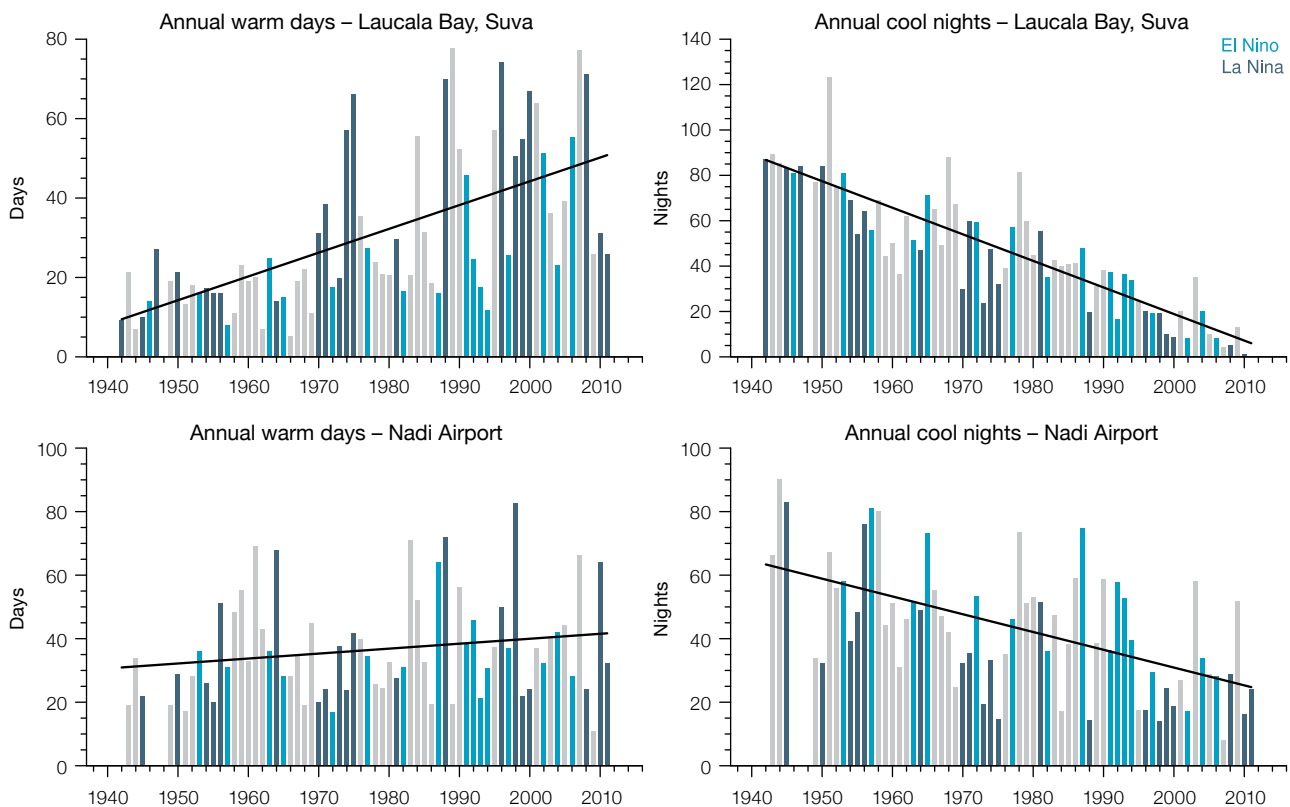 Annual warm days – Laucala Bay, Suva
80
60
40
20
0
Days
1940 1950 1960 1970 1980 1990 2000 2010
Annual cool nights – Laucala Bay, Suva
El Nino
La Nina
140
120
100
80
60
40
20
0
Nights
1940 1950 1960 1970 1980 1990 2000 2010
Annual warm days – Nadi Airport
100
80
60
40
20
0
Days
1940 1950 1960 1970 1980 1990 2000 2010
Annual cool nights – Nadi Airport
100
80
60
40
20
0
Nights
1940 1950 1960 1970 1980 1990 2000 2010